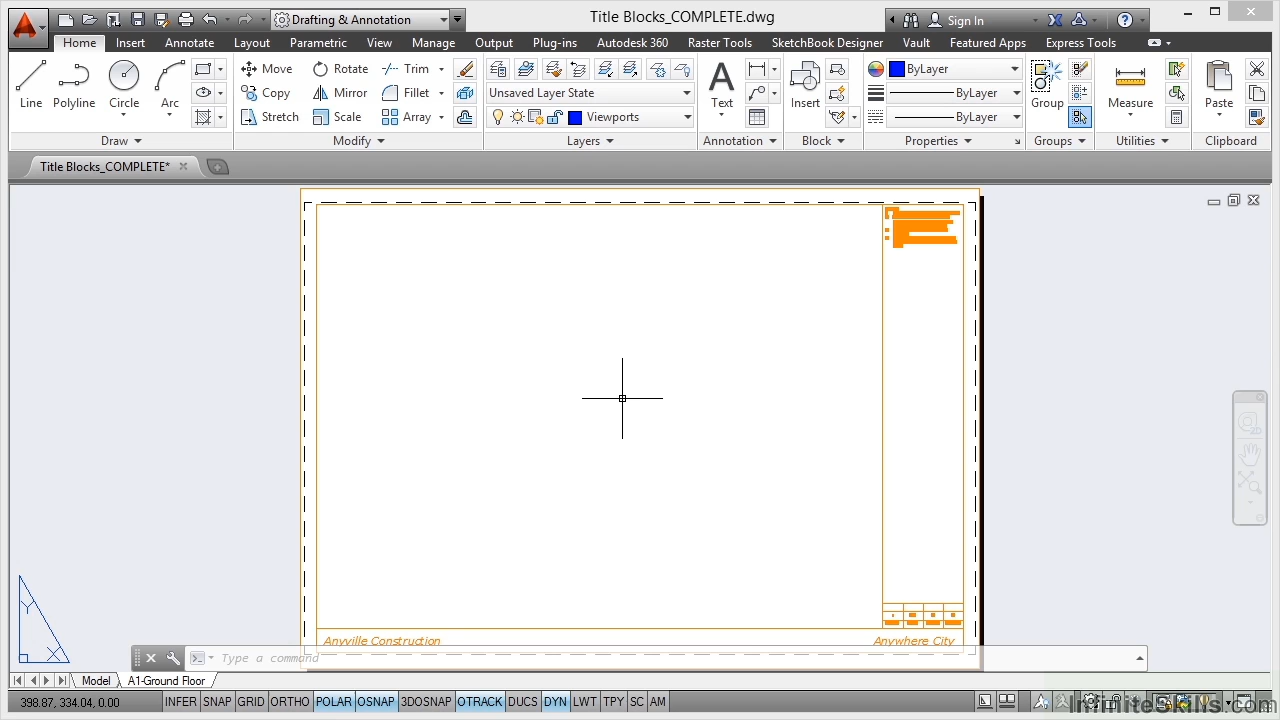 Drafting & Annotation
Title Blocks_COMPLETE.dwg
Sign In
Home Insert Annotate Layout Parametric View Manage Output Plug-ins Autodesk 360 Raster Tools SketchBook Designer Vault Featured Apps Express Tools
Line Polyline Circle Arc
Move Rotate Trim
Copy Mirror Fillet
Stretch Scale Array
Unsaved Layer State
Viewports
Text
Insert
ByLayer
ByLayer
ByLayer
Group
Measure
Paste
Draw Modify Layers Annotation Block Properties Groups Utilities Clipboard
Title Blocks_COMPLETE*
2D
Y
X
Anyville Construction Anywhere City
Type a command
Model A1-Ground Floor
398.87, 334.04, 0.00 INFER SNAP GRID ORTHO POLAR OSNAP 3DOSNAP OTRACK DUCS DYN LWT TPY SC AM
InfiniteSkills.com